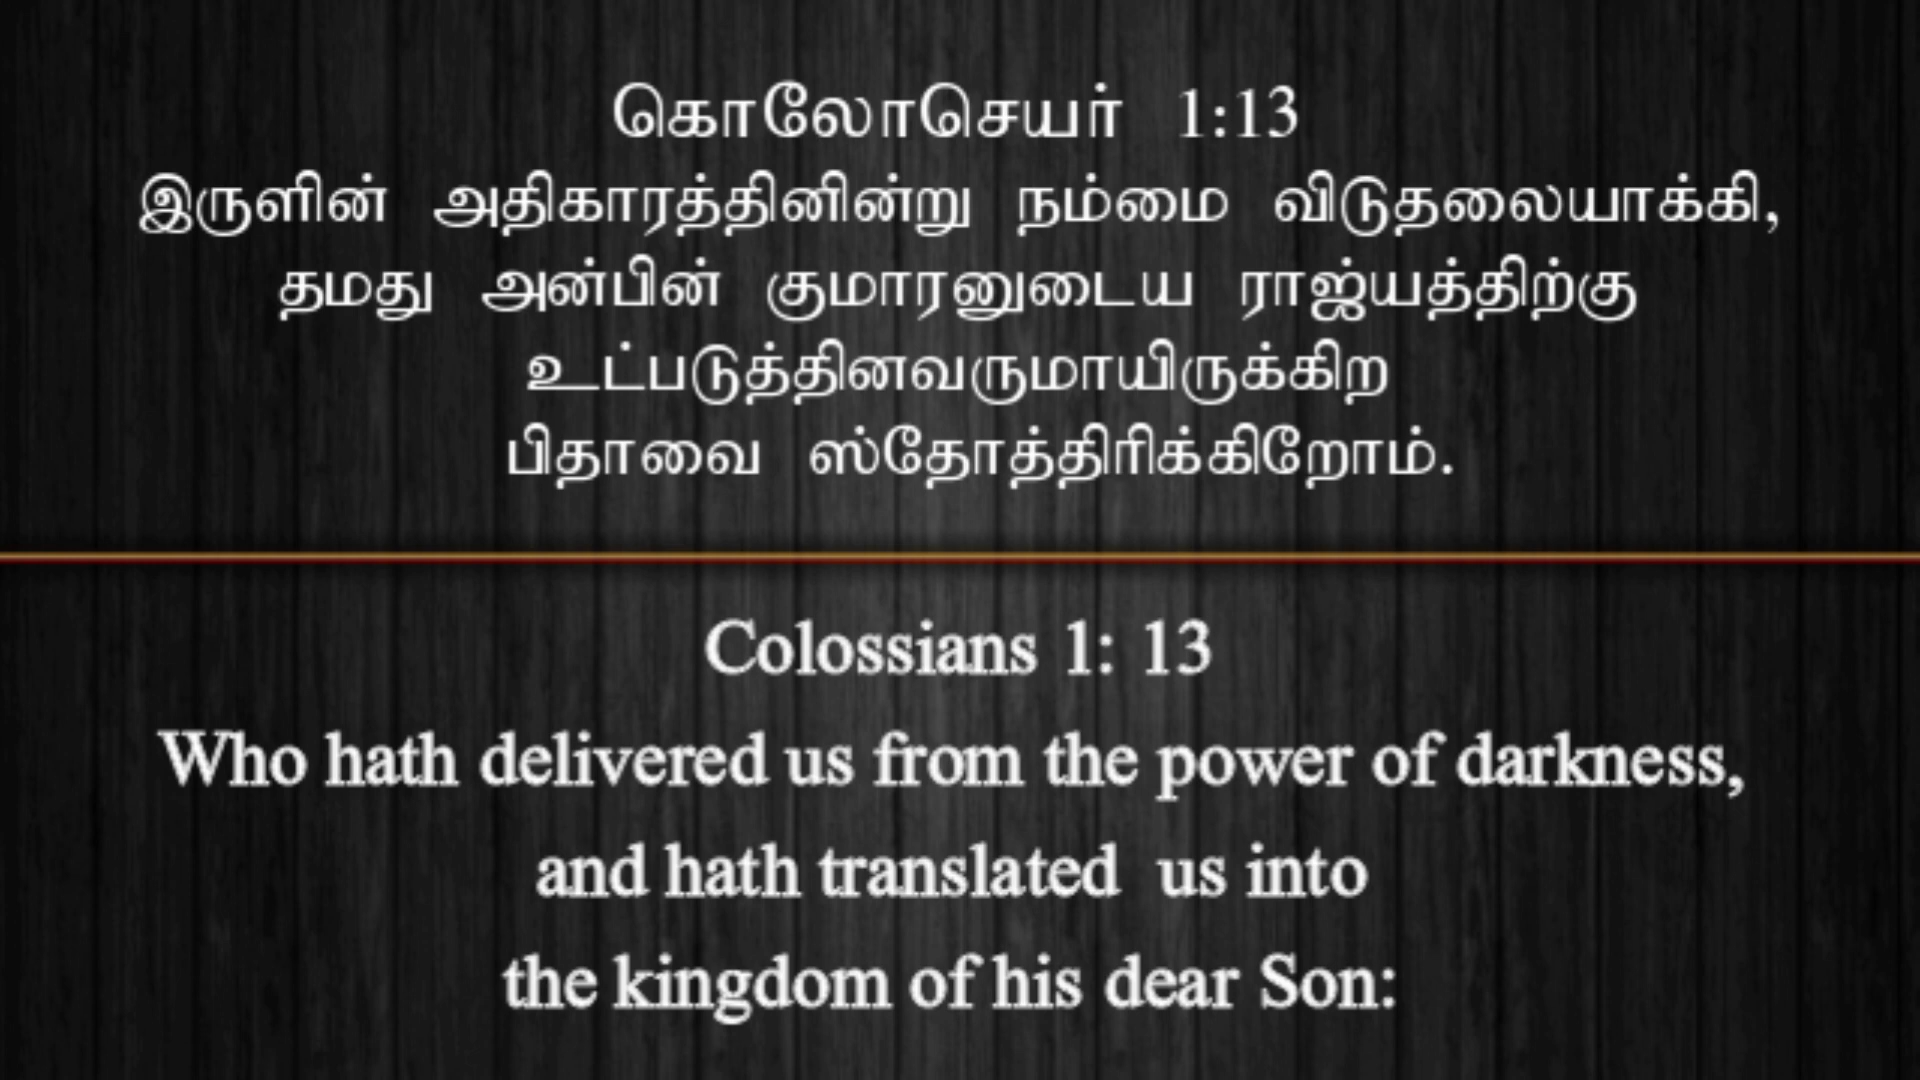 கொலோசெயர் 1:13
இருளின் அதிகாரத்தினின்று நம்மை விடுதலையாக்கி,
தமது அன்பின் குமாரனுடைய ராஜ்யத்திற்கு
உட்படுத்தினவருமாயிருக்கிற
பிதாவை ஸ்தோத்திரிக்கிறோம்.
Colossians 1: 13
Who hath delivered us from the power of darkness,
and hath translated  us into
the kingdom of his dear Son: